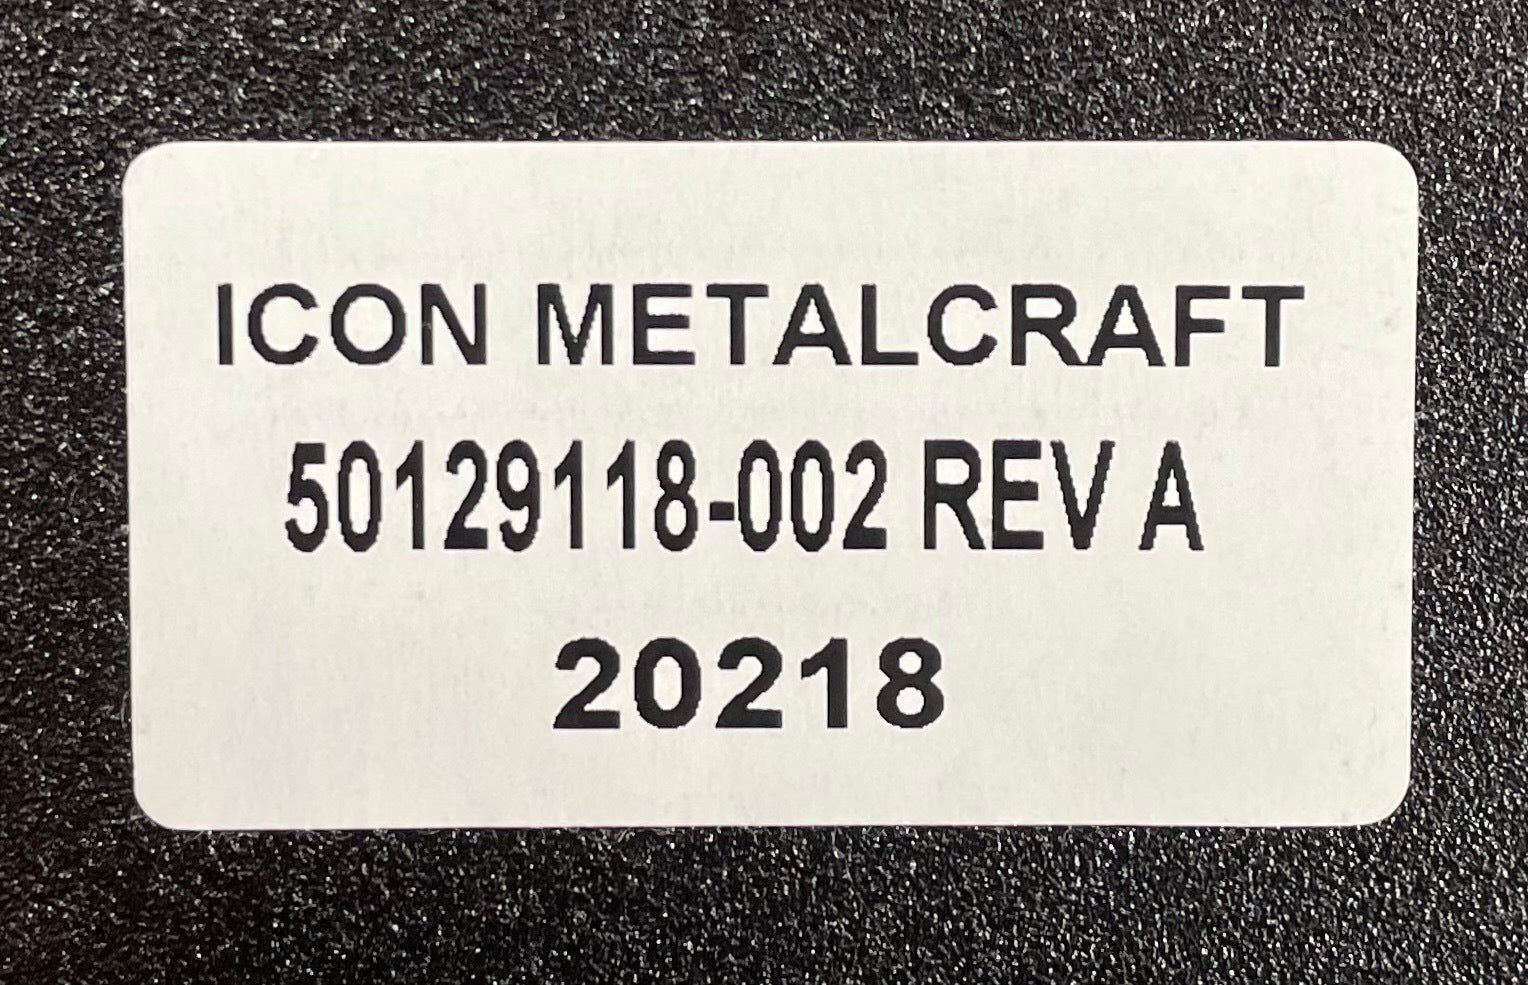 ICON METALCRAFT
50129118-002 REV A
20218